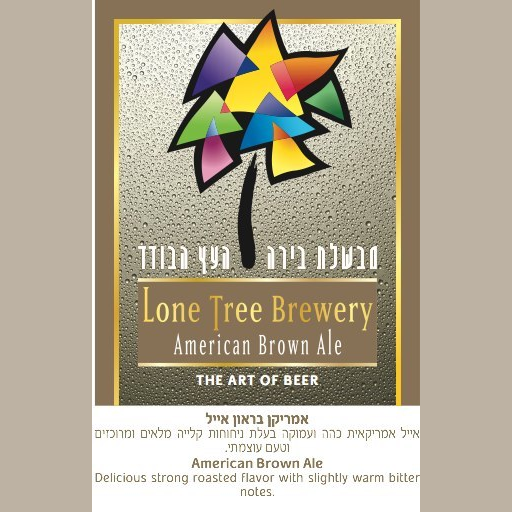 מבשלת בירה העץ הבודד
Lone Tree Brewery
American Brown Ale
THE ART OF BEER
אמריקן בראון אייל
אייל אמריקאית כהה ועמוקה בעלת ניחוחות קלייה מלאים ומרוכזים
וטעם עוצמתי.
American Brown Ale
Delicious strong roasted flavor with slightly warm bitter
notes.